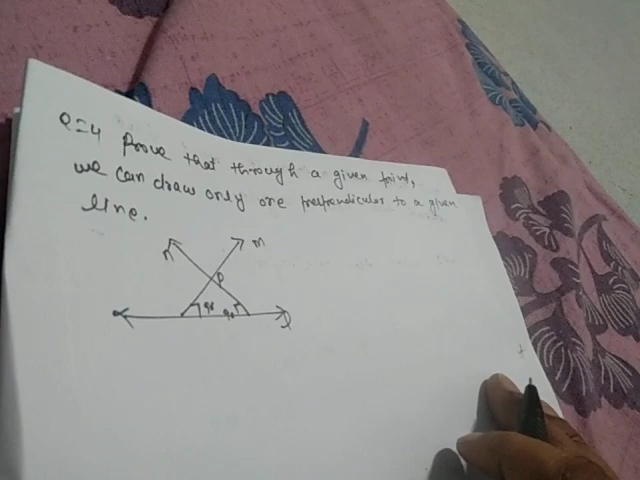 Q=4 Prove that through a given point,
we can draw only one perpendicular to a given
line.
n m
P
90 90
l